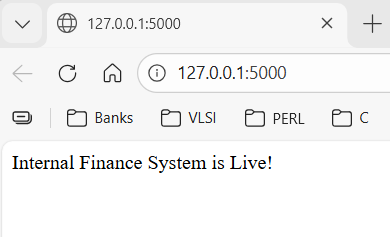 127.0.0.1:5000
127.0.0.1:5000
Banks VLSI PERL C
Internal Finance System is Live!